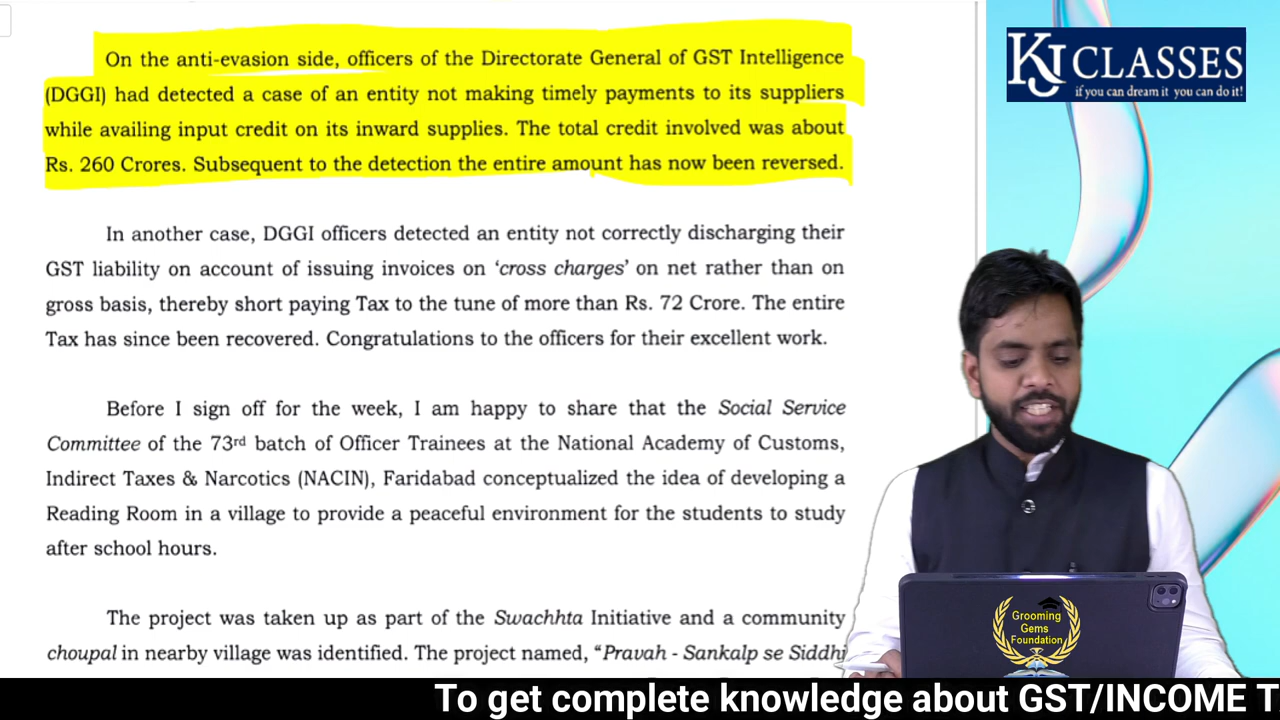 On the anti-evasion side, officers of the Directorate General of GST Intelligence
(DGGI) had detected a case of an entity not making timely payments to its suppliers
while availing input credit on its inward supplies. The total credit involved was about
Rs. 260 Crores. Subsequent to the detection the entire amount has now been reversed.
In another case, DGGI officers detected an entity not correctly discharging their
GST liability on account of issuing invoices on ‘cross charges’ on net rather than on
gross basis, thereby short paying Tax to the tune of more than Rs. 72 Crore. The entire
Tax has since been recovered. Congratulations to the officers for their excellent work.
Before I sign off for the week, I am happy to share that the Social Service
Committee of the 73rd batch of Officer Trainees at the National Academy of Customs,
Indirect Taxes & Narcotics (NACIN), Faridabad conceptualized the idea of developing a
Reading Room in a village to provide a peaceful environment for the students to study
after school hours.
The project was taken up as part of the Swachhta Initiative and a community
choupal in nearby village was identified. The project named, “Pravah - Sankalp se Siddhi
KJ CLASSES
if you can dream it you can do it!
Grooming
Gems
Foundation
To get complete knowledge about GST/INCOME T